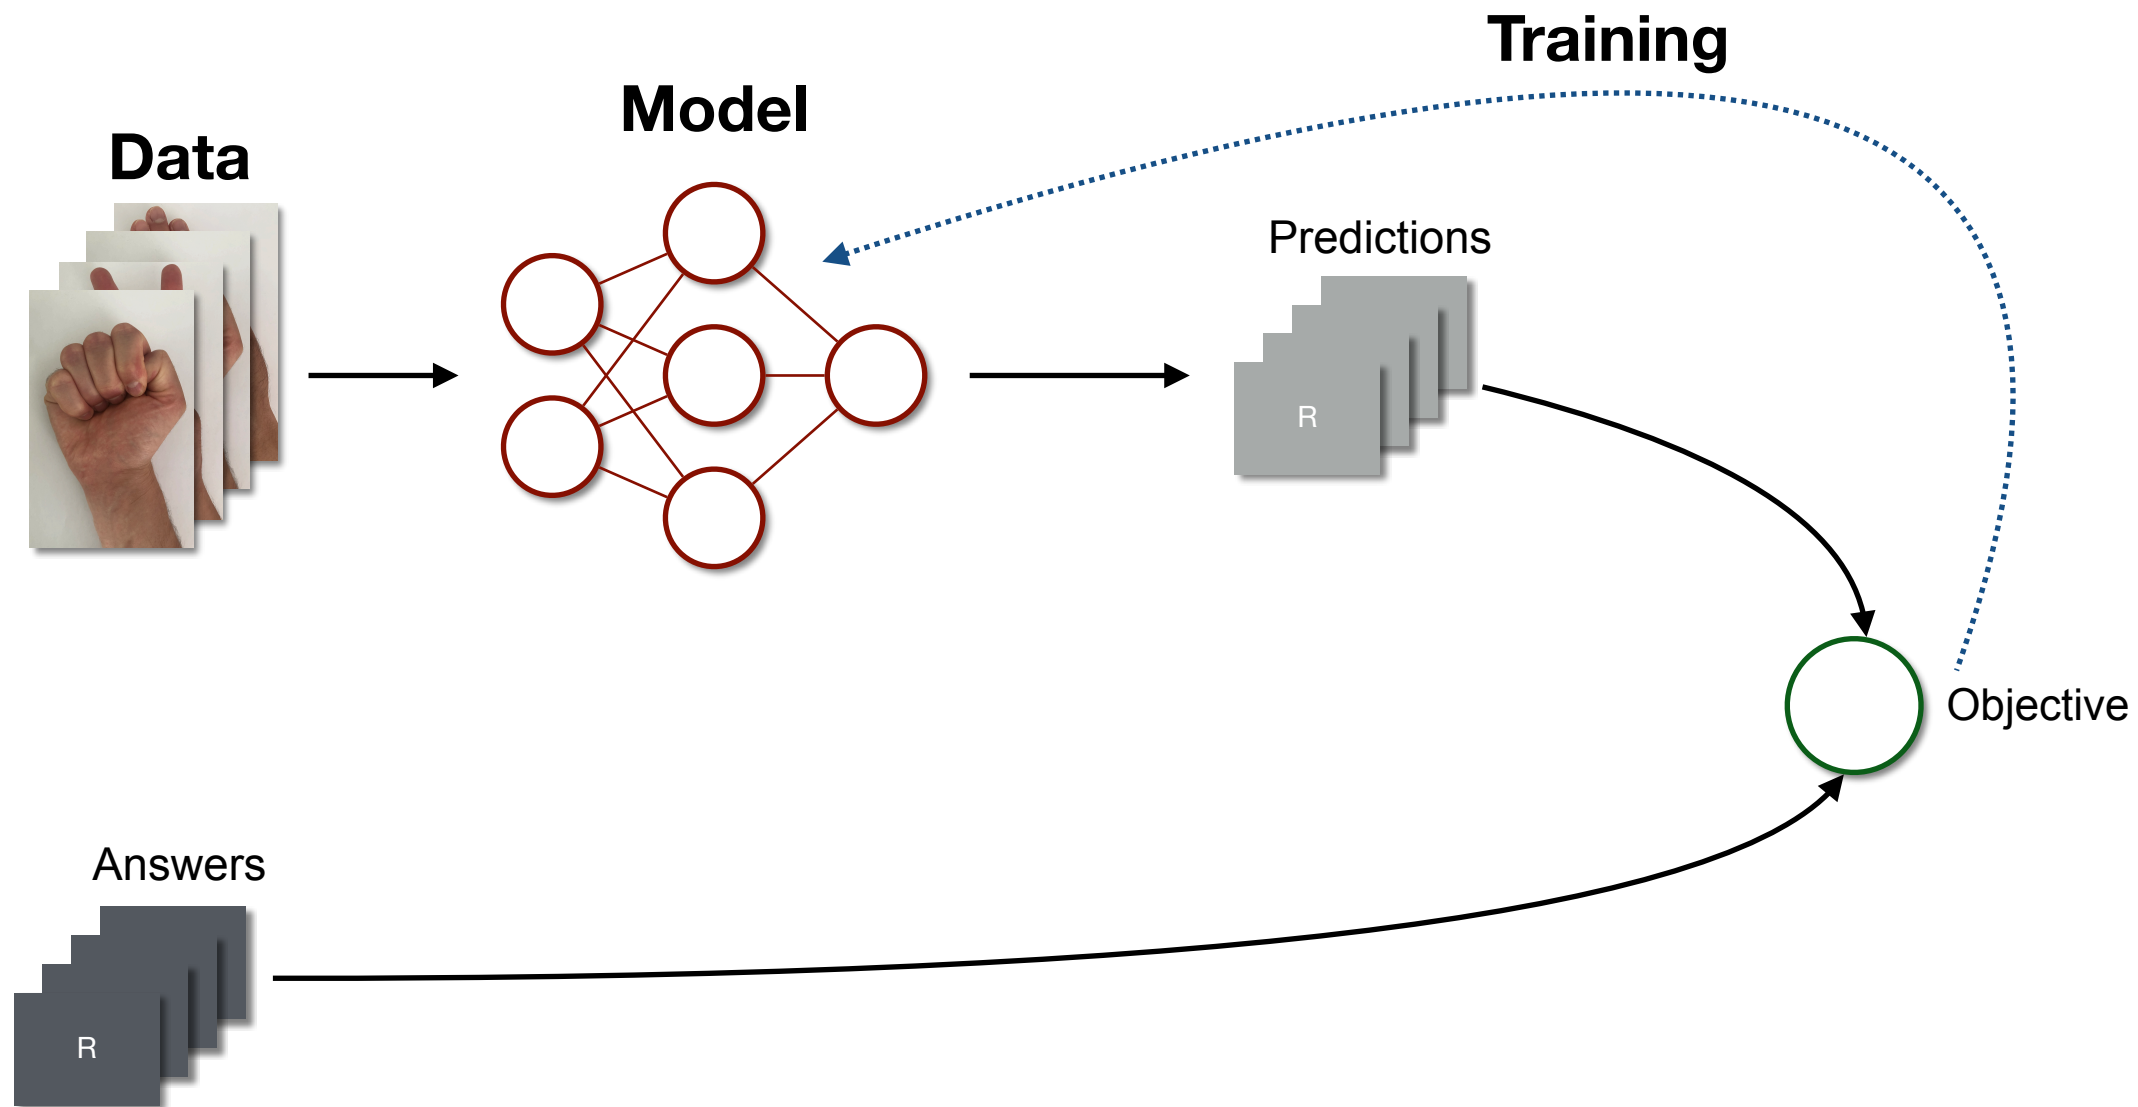 Training
Model
Data
Predictions
R
Objective
Answers
R